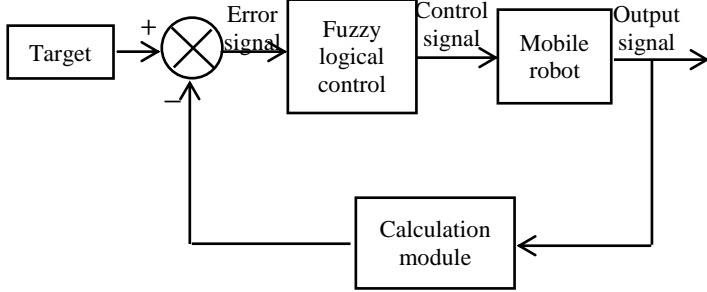 Target
+
−
Error
signal
Fuzzy
logical
control
Control
signal
Mobile
robot
Output
signal
Calculation
module